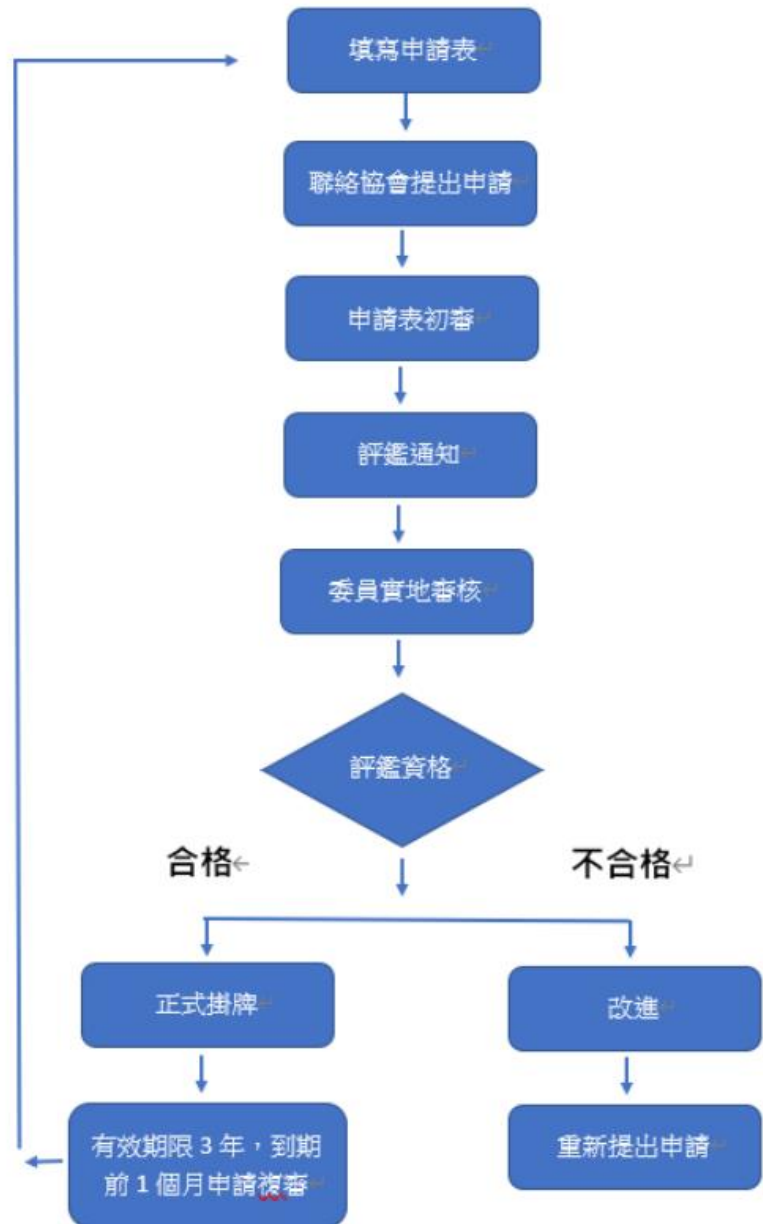 填寫申請表
聯絡協會提出申請
申請表初審
評鑑通知
委員實地審核
評鑑資格
合格
不合格
正式掛牌
改進
有效期限 3 年，到期
前 1 個月申請複審
重新提出申請